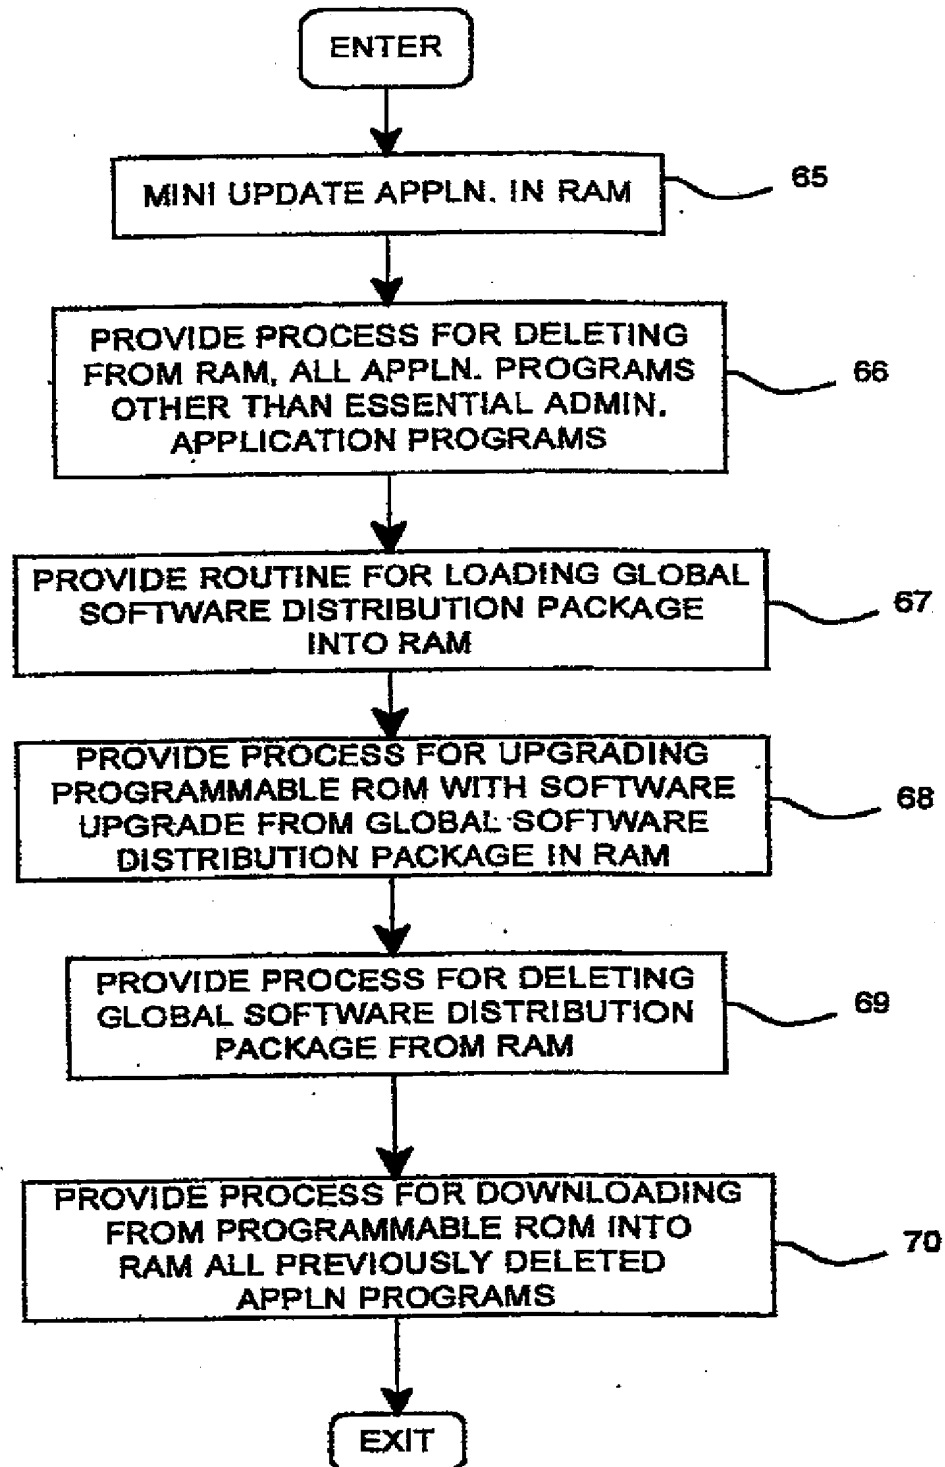 ENTER
MINI UPDATE APPLN. IN RAM
65
PROVIDE PROCESS FOR DELETING
FROM RAM, ALL APPLN. PROGRAMS
OTHER THAN ESSENTIAL ADMIN.
APPLICATION PROGRAMS
66
PROVIDE ROUTINE FOR LOADING GLOBAL
SOFTWARE DISTRIBUTION PACKAGE
INTO RAM
67
PROVIDE PROCESS FOR UPGRADING
PROGRAMMABLE ROM WITH SOFTWARE
UPGRADE FROM GLOBAL SOFTWARE
DISTRIBUTION PACKAGE IN RAM
68
PROVIDE PROCESS FOR DELETING
GLOBAL SOFTWARE DISTRIBUTION
PACKAGE FROM RAM
69
PROVIDE PROCESS FOR DOWNLOADING
FROM PROGRAMMABLE ROM INTO
RAM ALL PREVIOUSLY DELETED
APPLN PROGRAMS
70
EXIT